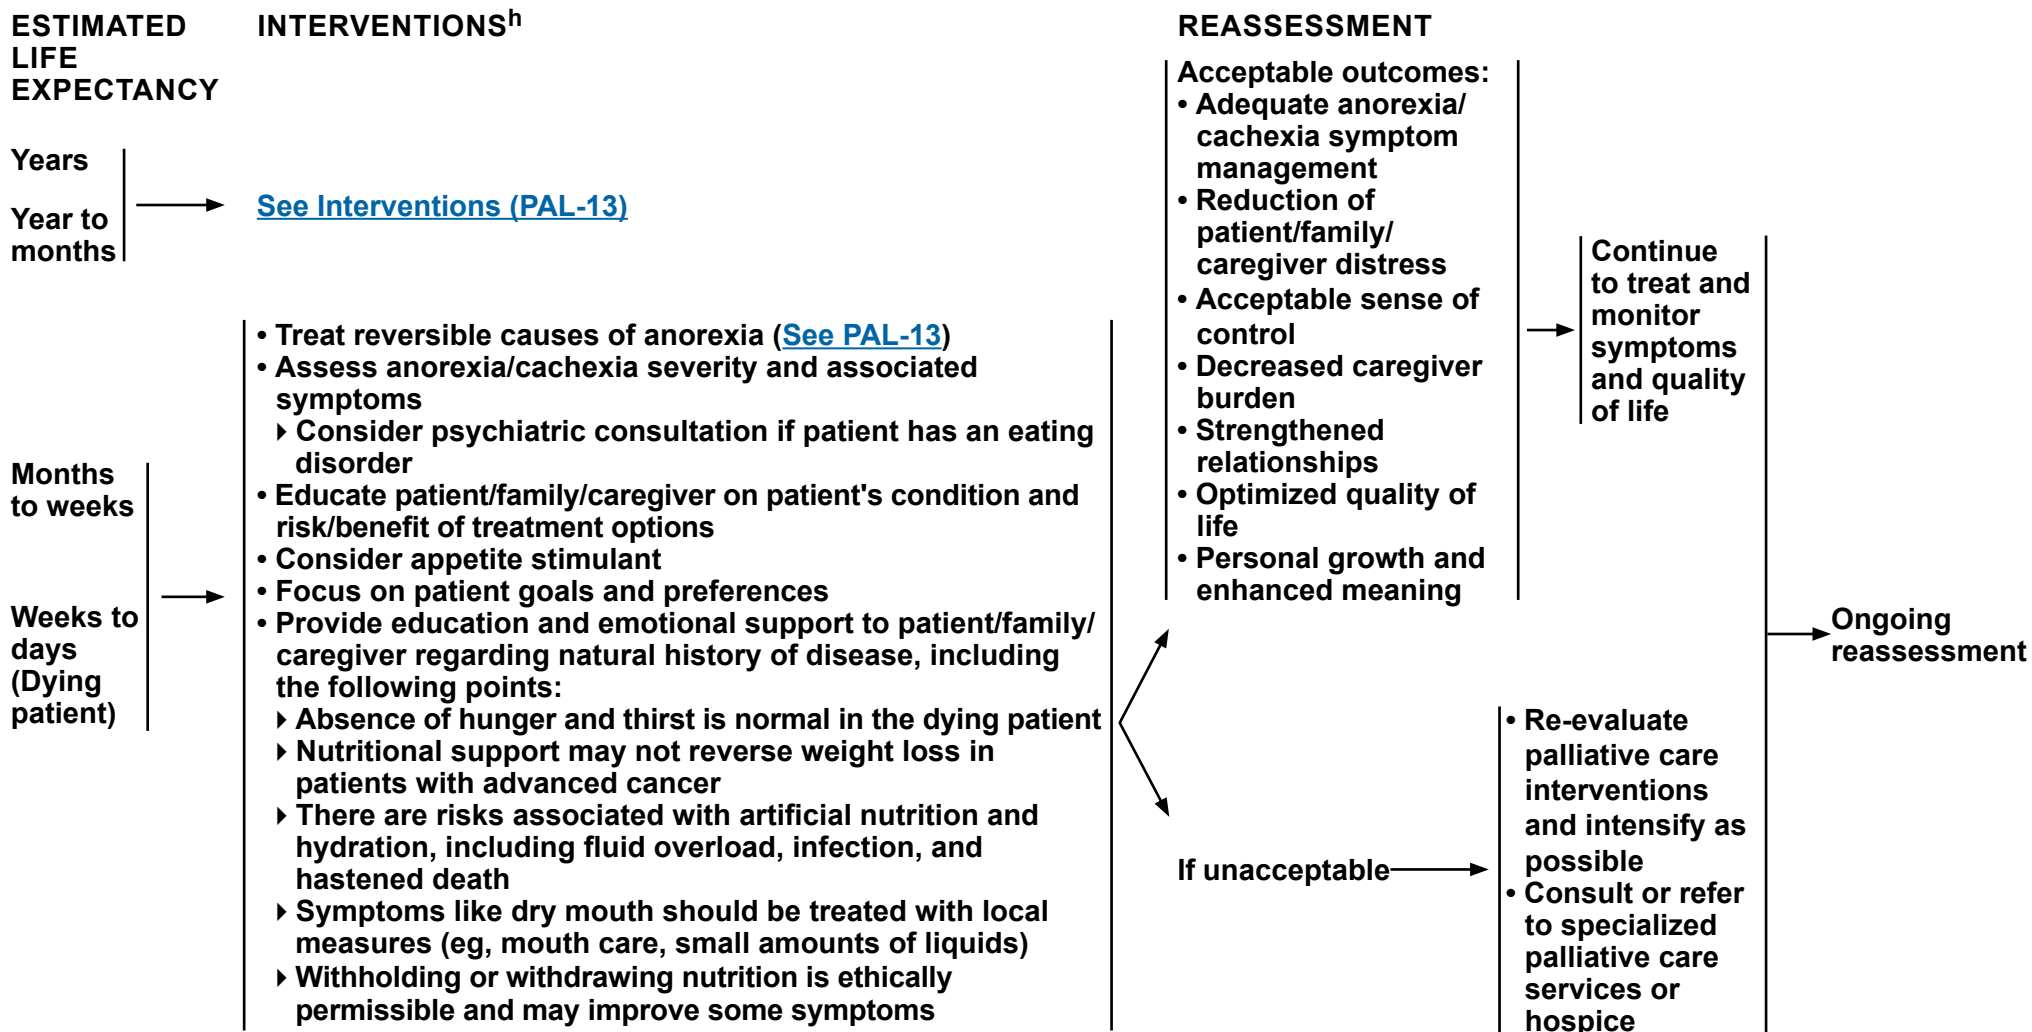 ESTIMATED
LIFE
EXPECTANCY
INTERVENTIONSh
REASSESSMENT
Years
Year to
months
See Interventions (PAL-13)
Months
to weeks
Weeks to
days
(Dying
patient)
• Treat reversible causes of anorexia (See PAL-13)
• Assess anorexia/cachexia severity and associated
symptoms
▸ Consider psychiatric consultation if patient has an eating
disorder
• Educate patient/family/caregiver on patient's condition and
risk/benefit of treatment options
• Consider appetite stimulant
• Focus on patient goals and preferences
• Provide education and emotional support to patient/family/
caregiver regarding natural history of disease, including
the following points:
▸ Absence of hunger and thirst is normal in the dying patient
▸ Nutritional support may not reverse weight loss in
patients with advanced cancer
▸ There are risks associated with artificial nutrition and
hydration, including fluid overload, infection, and
hastened death
▸ Symptoms like dry mouth should be treated with local
measures (eg, mouth care, small amounts of liquids)
▸ Withholding or withdrawing nutrition is ethically
permissible and may improve some symptoms
Acceptable outcomes:
• Adequate anorexia/
cachexia symptom
management
• Reduction of
patient/family/
caregiver distress
• Acceptable sense of
control
• Decreased caregiver
burden
• Strengthened
relationships
• Optimized quality of
life
• Personal growth and
enhanced meaning
Continue
to treat and
monitor
symptoms
and quality
of life
If unacceptable
• Re-evaluate
palliative care
interventions
and intensify as
possible
• Consult or refer
to specialized
palliative care
services or
hospice
Ongoing
reassessment